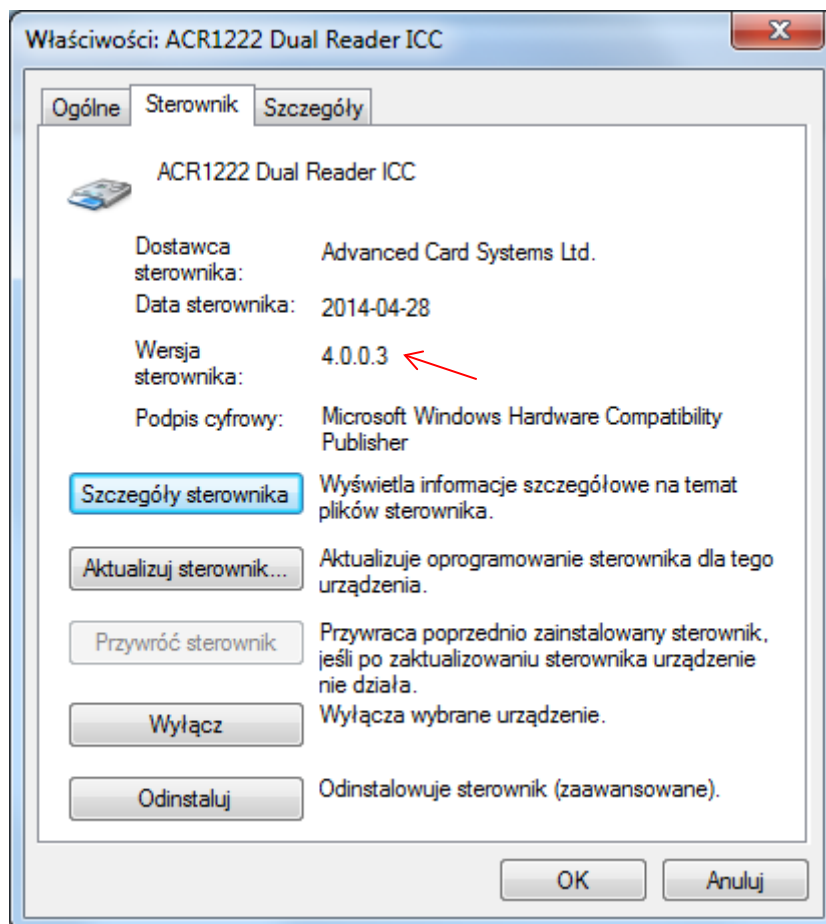 Właściwości: ACR1222 Dual Reader ICC
Ogólne Sterownik Szczegóły
ACR1222 Dual Reader ICC
Dostawca
sterownika:
Advanced Card Systems Ltd.
Data sterownika: 2014-04-28
Wersja
sterownika:
4.0.0.3
Podpis cyfrowy: Microsoft Windows Hardware Compatibility
Publisher
Szczegóły sterownika
Wyświetla informacje szczegółowe na temat
plików sterownika.
Aktualizuj sterownik...
Aktualizuje oprogramowanie sterownika dla tego
urządzenia.
Przywróć sterownik
Przywraca poprzednio zainstalowany sterownik,
jeśli po zaktualizowaniu sterownika urządzenie
nie działa.
Wyłącz
Wyłącza wybrane urządzenie.
Odinstaluj
Odinstalowuje sterownik (zaawansowane).
OK Anuluj